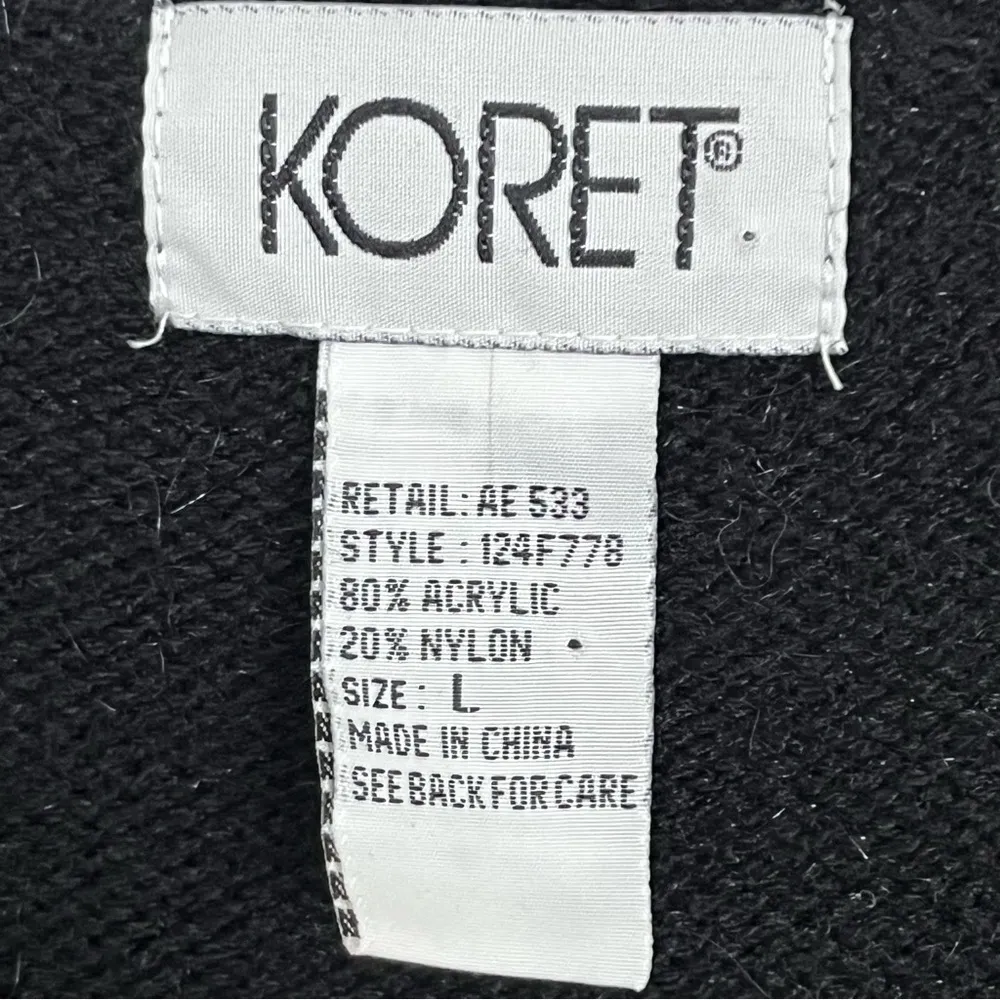 KORET®
RETAIL: AE 533
STYLE : 124F778
80% ACRYLIC
20% NYLON
SIZE : L
MADE IN CHINA
SEE BACK FOR CARE